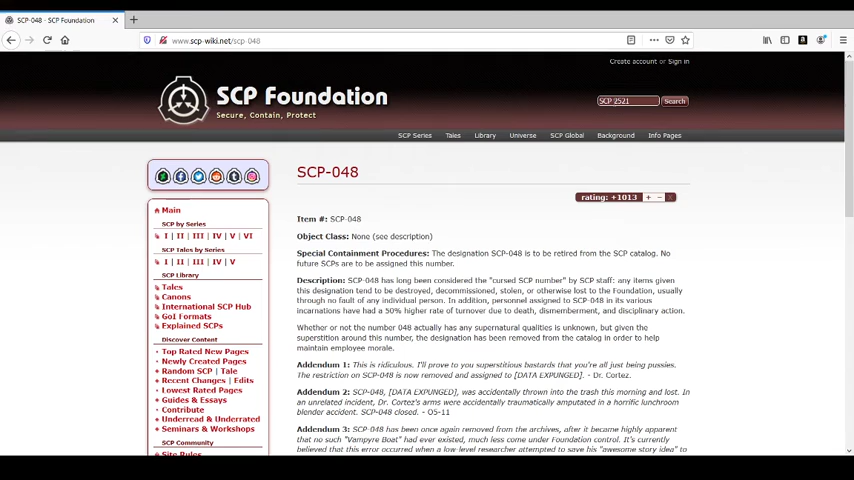 SCP-048 - SCP Foundation
www.scp-wiki.net/scp-048
Create account or Sign in
SCP Foundation
Secure, Contain, Protect
SCP 2521 Search
SCP Series Tales Library Universe SCP Global Background Info Pages
SCP-048
rating: +1013 + – X
Item #: SCP-048
Object Class: None (see description)
Special Containment Procedures: The designation SCP-048 is to be retired from the SCP catalog. No
future SCPs are to be assigned this number.
Description: SCP-048 has long been considered the "cursed SCP number" by SCP staff: any items given
this designation tend to be destroyed, decommissioned, stolen, or otherwise lost to the Foundation, usually
through no fault of any individual person. In addition, personnel assigned to SCP-048 in its various
incarnations have had a 50% higher rate of turnover due to death, dismemberment, and disciplinary action.
Whether or not the number 048 actually has any supernatural qualities is unknown, but given the
superstition around this number, the designation has been removed from the catalog in order to help
maintain employee morale.
Addendum 1: This is ridiculous. I'll prove to you superstitious bastards that you're all just being pussies.
The restriction on SCP-048 is now removed and assigned to [DATA EXPUNGED]. - Dr. Cortez.
Addendum 2: SCP-048, [DATA EXPUNGED], was accidentally thrown into the trash this morning and lost. In
an unrelated incident, Dr. Cortez's arms were accidentally traumatically amputated in a horrific lunchroom
blender accident. SCP-048 closed. - O5-11
Addendum 3: SCP-048 has been once again removed from the archives, after it became highly apparent
that no such "Vampyre Boat" had ever existed, much less come under Foundation control. It's currently
believed that this error occurred when a low-level researcher attempted to save his "awesome story idea" to
Main
SCP by Series
I II III IV V VI
SCP Tales by Series
I II III IV V
SCP Library
Tales
Canons
International SCP Hub
GoI Formats
Explained SCPs
Discover Content
Top Rated New Pages
Newly Created Pages
Random SCP | Tale
Recent Changes | Edits
Lowest Rated Pages
Guides & Essays
Contribute
Underread & Underrated
Seminars & Workshops
SCP Community
Site Rules